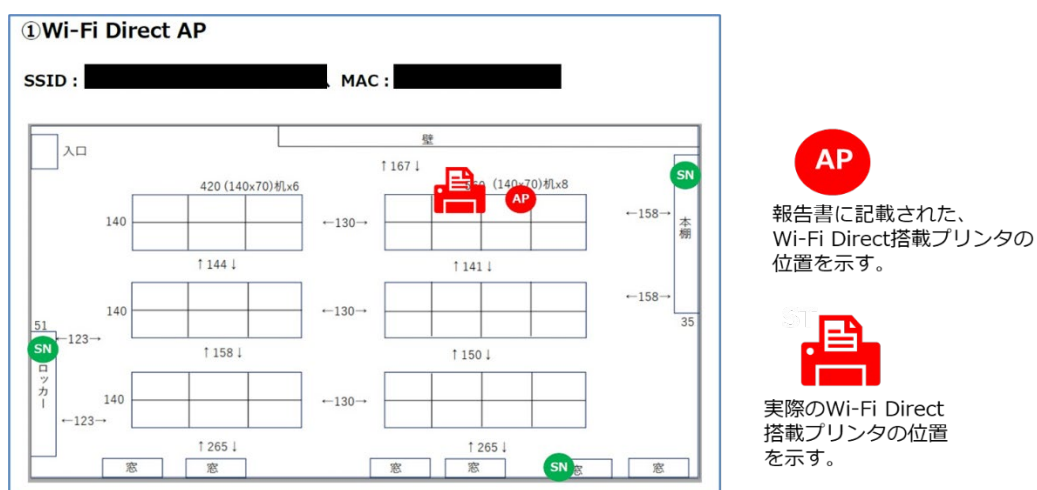 ①Wi-Fi Direct AP
SSID :
、MAC :
入口
壁
↑167↓
SN
AP
420 (140x70)机x6
(140x70)机x8
AP
140
←130→
←158→
本棚
↑144↓
↑141↓
140
←130→
←158→
51
35
←123→
SN
↑158↓
↑150↓
ロッカー
140
←130→
←123→
↑265↓
↑265↓
窓
窓
窓
窓
SN
窓
窓
報告書に記載された、
Wi-Fi Direct搭載プリンタの
位置を示す。
ST
実際のWi-Fi Direct
搭載プリンタの位置
を示す。